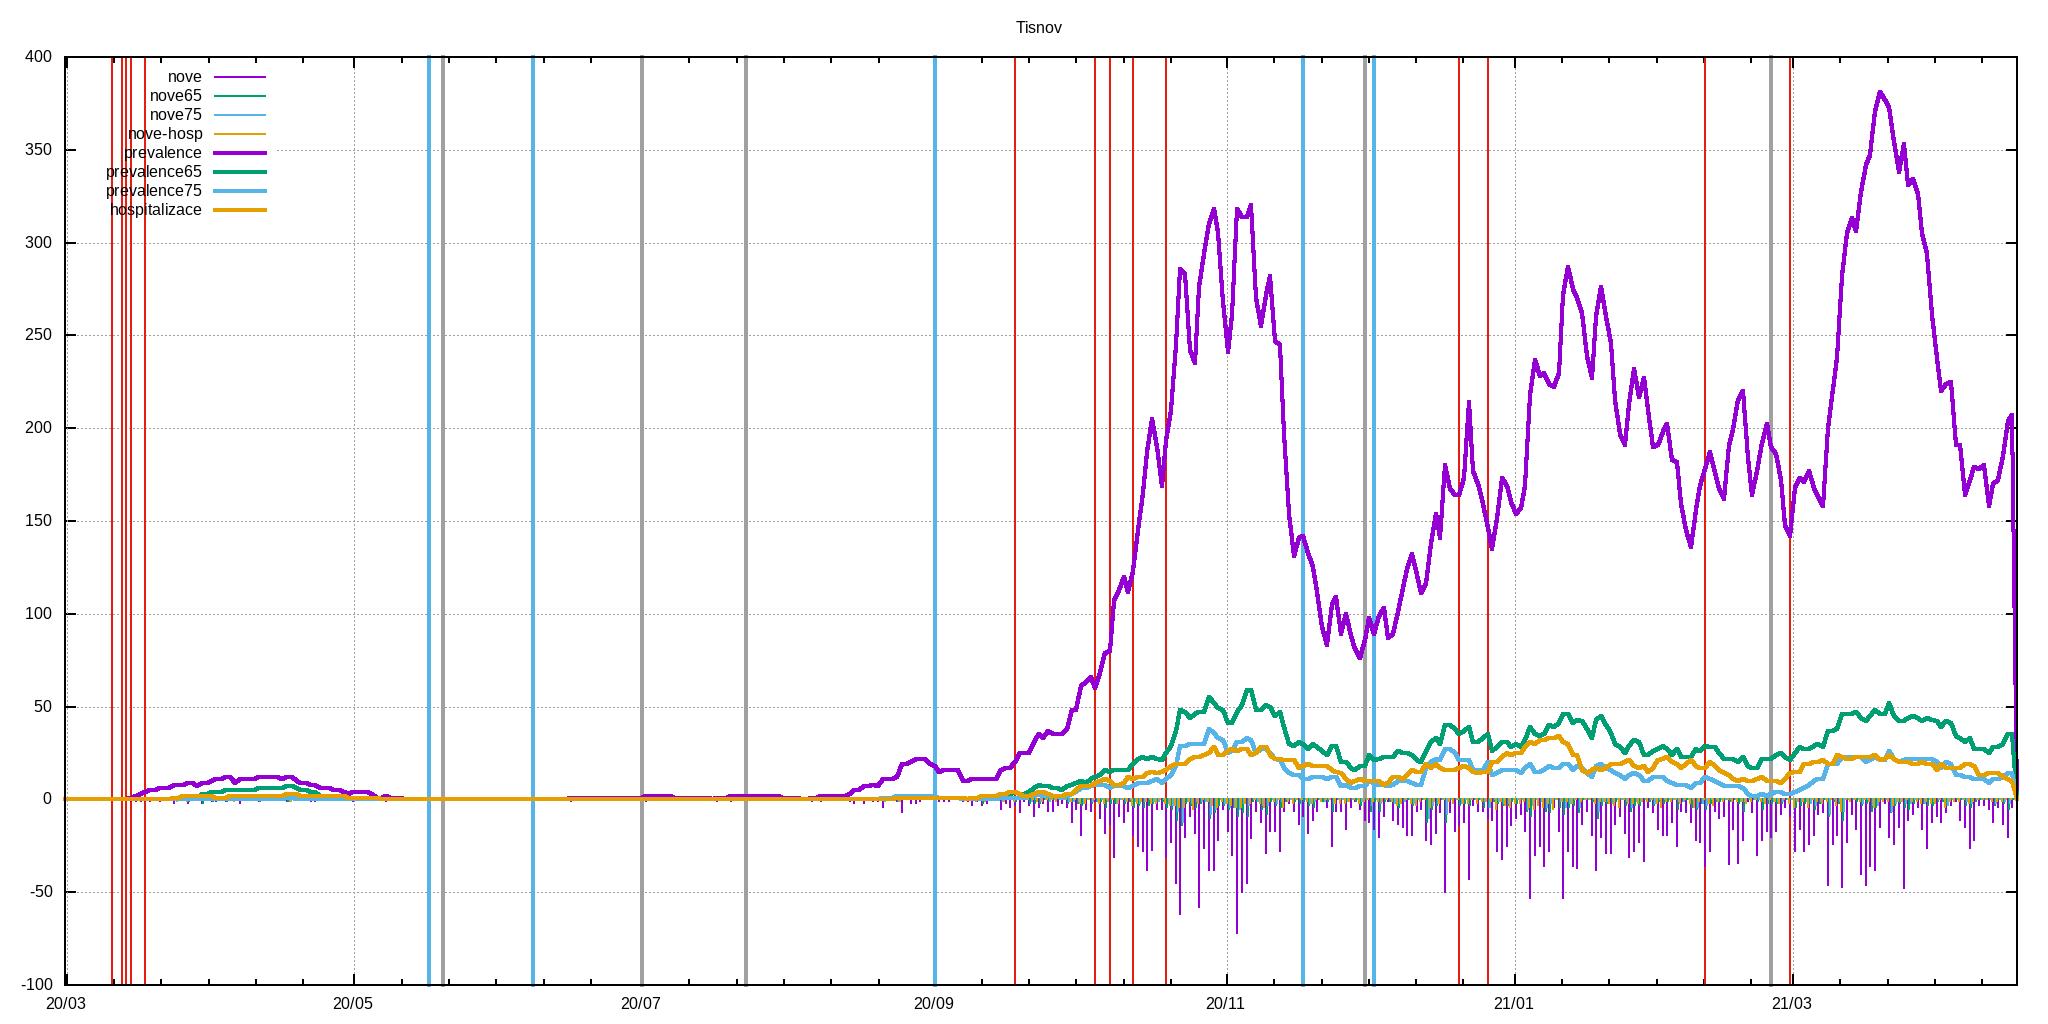 Tisnov
400
350
300
250
200
150
100
50
0
-50
-100
nove
nove65
nove75
nove-hosp
prevalence
prevalence65
prevalence75
hospitalizace
20/03 20/05 20/07 20/09 20/11 21/01 21/03